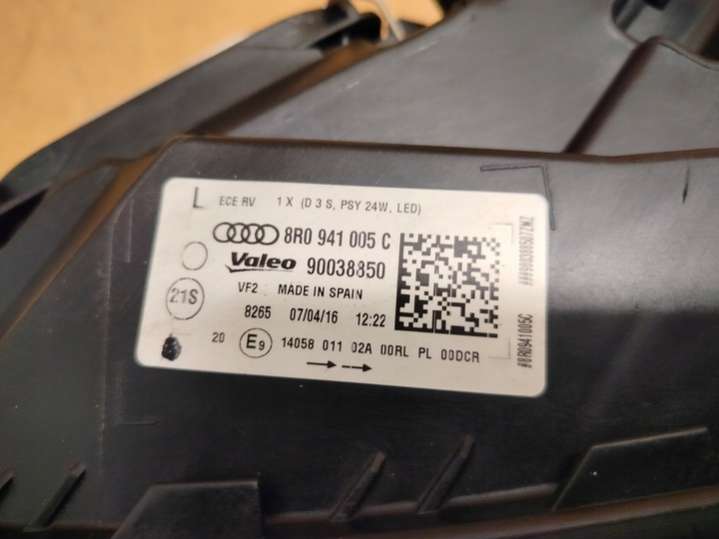 L ECE RV 1 X (D 3 S, PSY 24W, LED)
8R0 941 005 C
Valeo 90038850
21S
VF2 MADE IN SPAIN
8265 07/04/16 12:22
20 E9 14058 011 02A 00RL PL 00DCR
#8R0941005C